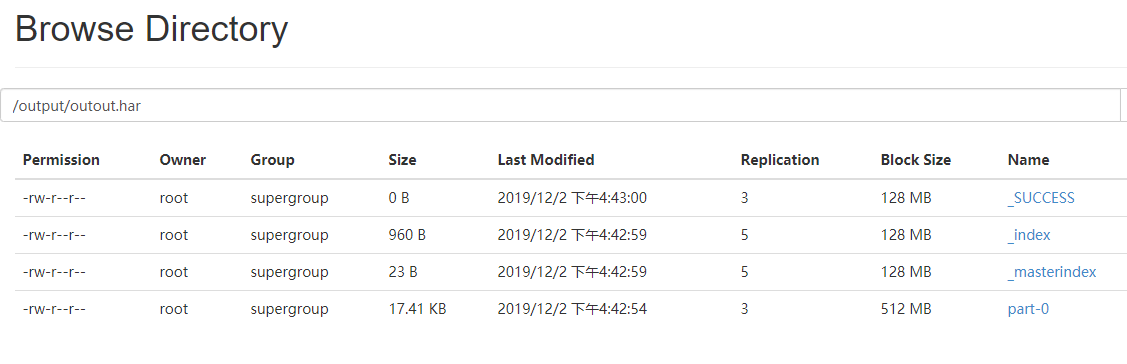 Browse Directory
/output/outout.har
Permission Owner Group Size Last Modified Replication Block Size Name
-rw-r--r-- root supergroup 0 B 2019/12/2 下午4:43:00 3 128 MB _SUCCESS
-rw-r--r-- root supergroup 960 B 2019/12/2 下午4:42:59 5 128 MB _index
-rw-r--r-- root supergroup 23 B 2019/12/2 下午4:42:59 5 128 MB _masterindex
-rw-r--r-- root supergroup 17.41 KB 2019/12/2 下午4:42:54 3 512 MB part-0